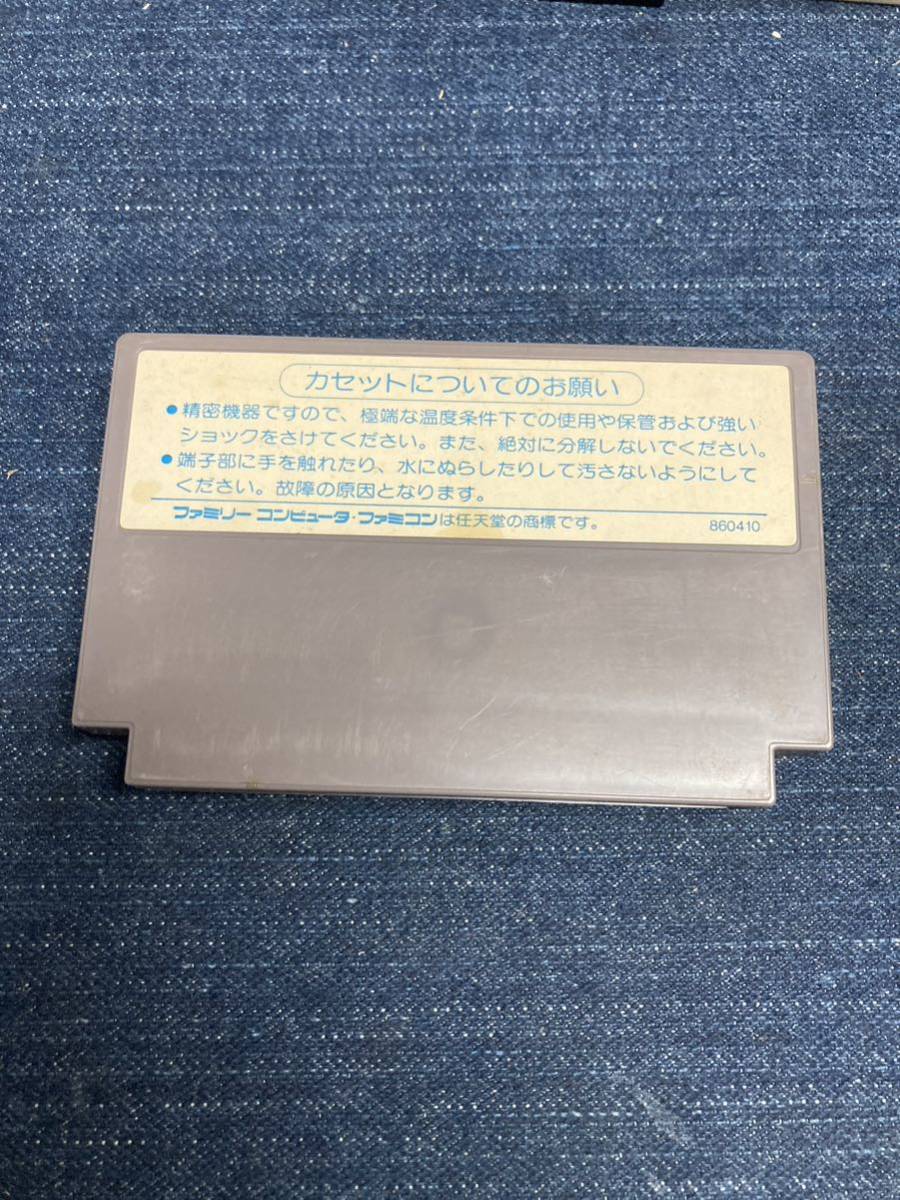 カセットについてのお願い
●精密機器ですので、極端な温度条件下での使用や保管および強い
ショックをさけてください。また、絶対に分解しないでください。
●端子部に手を触れたり、水にぬらしたりして汚さないようにして
ください。故障の原因となります。
ファミリーコンピュータ・ファミコンは任天堂の商標です。 860410